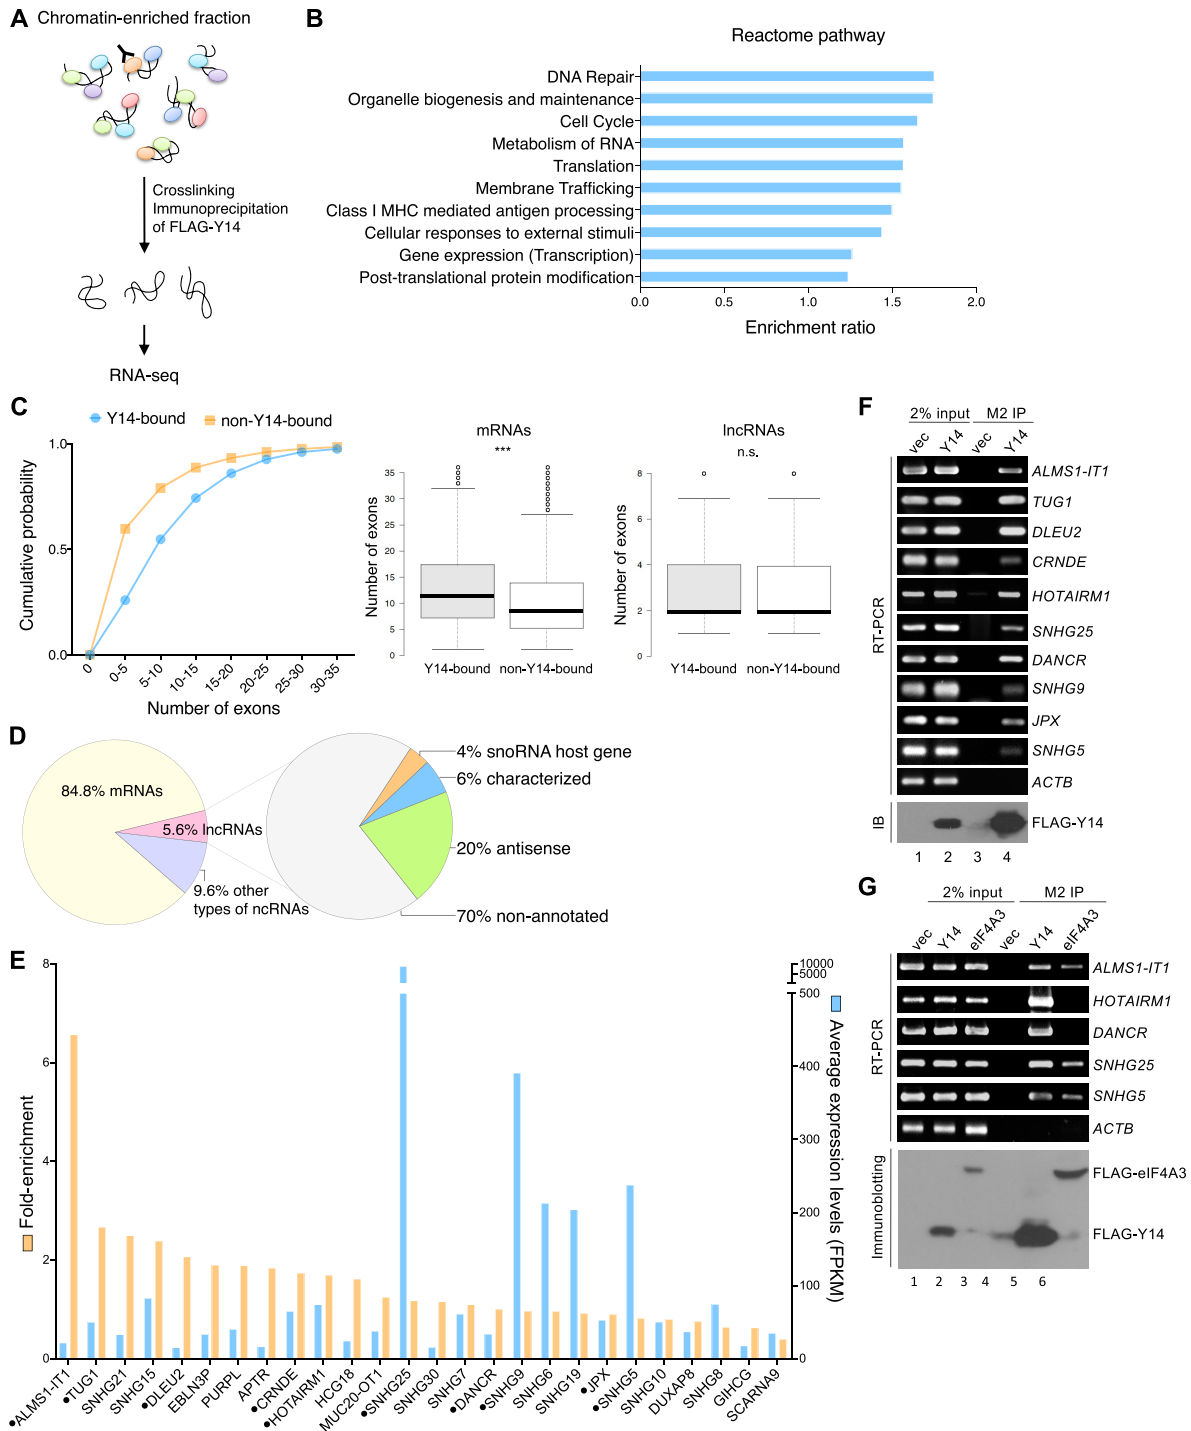 A
Chromatin-enriched fraction
Crosslinking
Immunoprecipitation
of FLAG-Y14
RNA-seq
B
Reactome pathway
DNA Repair
Organelle biogenesis and maintenance
Cell Cycle
Metabolism of RNA
Translation
Membrane Trafficking
Class I MHC mediated antigen processing
Cellular responses to external stimuli
Gene expression (Transcription)
Post-translational protein modification
0.0 0.5 1.0 1.5 2.0
Enrichment ratio
C
Y14-bound non-Y14-bound
Cumulative probability
1.0
0.5
0.0
0 0-5 5-10 10-15 15-20 20-25 25-30 30-35
Number of exons
mRNAs
***
Number of exons
35
30
25
20
15
10
5
0
Y14-bound non-Y14-bound
lncRNAs
n.s.
Number of exons
8
6
4
2
0
Y14-bound non-Y14-bound
D
84.8% mRNAs
5.6% lncRNAs
9.6% other
types of ncRNAs
4% snoRNA host gene
6% characterized
20% antisense
70% non-annotated
E
Fold-enrichment
8
6
4
2
0
Average expression levels (FPKM)
10000
5000
500
400
300
200
100
0
•ALMS1-IT1
•TUG1
SNHG21
SNHG15
•DLEU2
EBLN3P
PURPL
APTR
•CRNDE
•HOTAIRM1
HCG18
MUC20-OT1
•SNHG25
SNHG30
SNHG7
•DANCR
•SNHG9
SNHG6
SNHG19
•JPX
•SNHG5
SNHG10
DUXAP8
SNHG8
GIHCG
SCARNA9
F
2% input M2 IP
vec Y14 vec Y14
RT-PCR
ALMS1-IT1
TUG1
DLEU2
CRNDE
HOTAIRM1
SNHG25
DANCR
SNHG9
JPX
SNHG5
ACTB
IB
FLAG-Y14
1 2 3 4
G
2% input M2 IP
vec Y14 eIF4A3 vec Y14 eIF4A3
RT-PCR
ALMS1-IT1
HOTAIRM1
DANCR
SNHG25
SNHG5
ACTB
Immunoblotting
FLAG-eIF4A3
FLAG-Y14
1 2 3 4 5 6